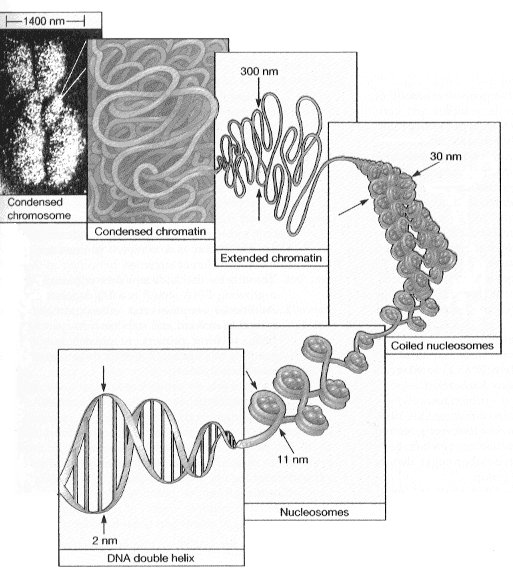 1400 nm
Condensed
chromosome
Condensed chromatin
300 nm
Extended chromatin
30 nm
Coiled nucleosomes
11 nm
Nucleosomes
2 nm
DNA double helix